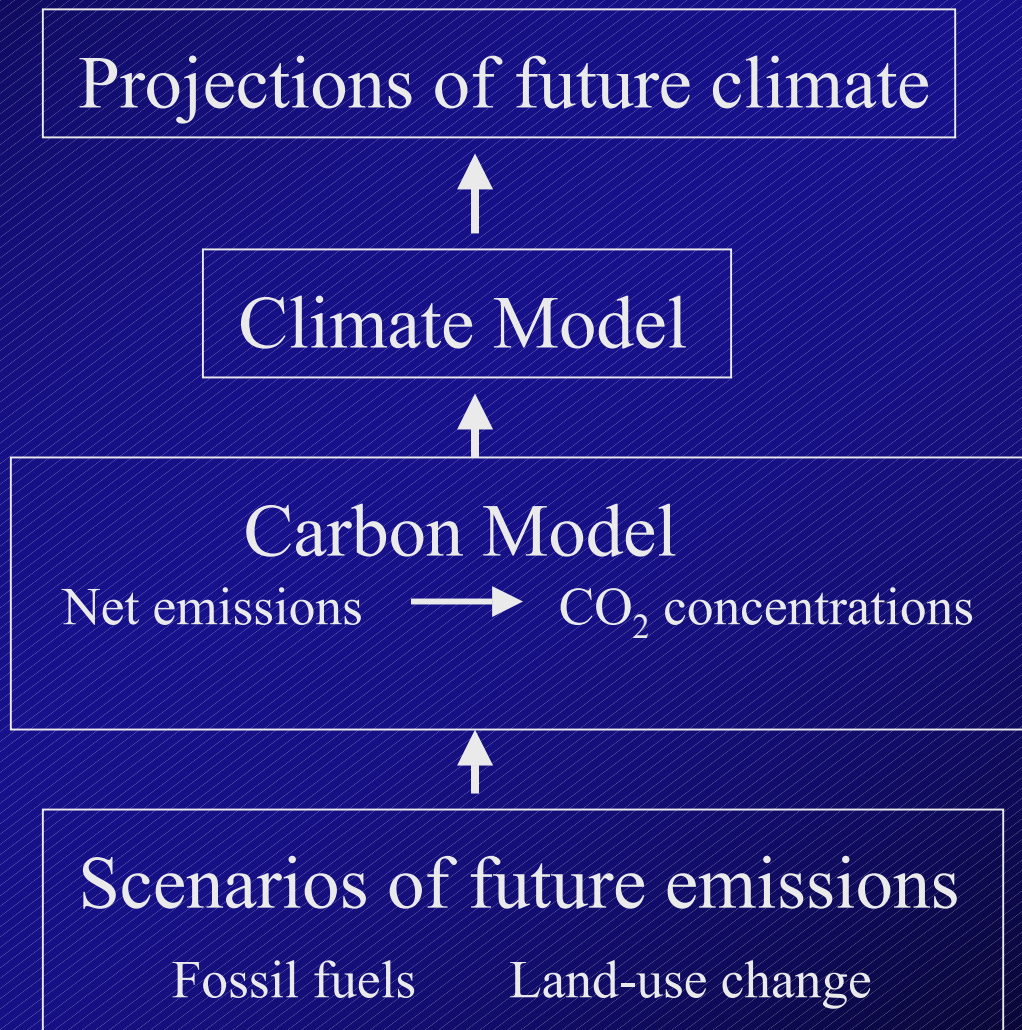 Projections of future climate
Climate Model
Carbon Model
Net emissions CO₂ concentrations
Scenarios of future emissions
Fossil fuels Land-use change